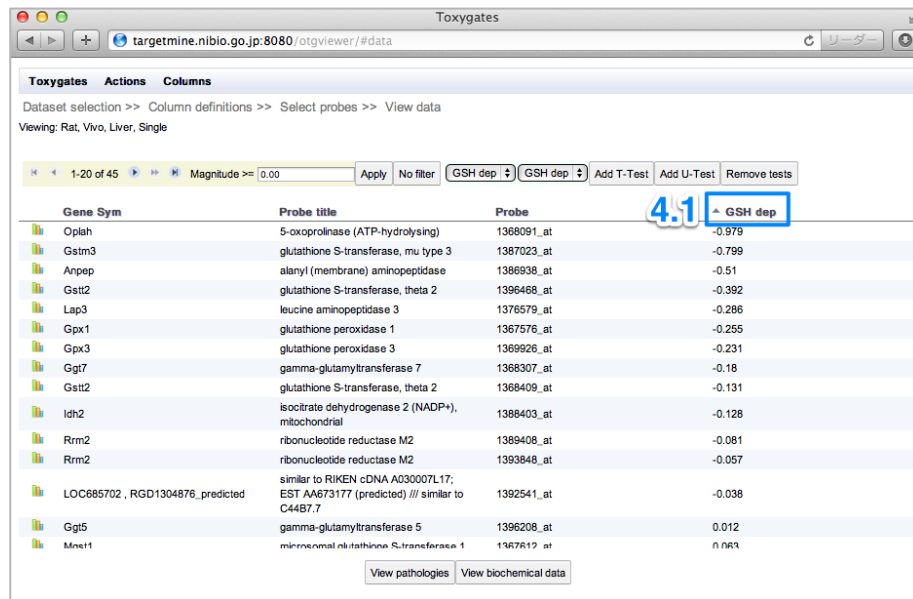 Toxygates
targetmine.nibio.go.jp:8080/otgviewer/#data
リーダー
Toxygates Actions Columns
Dataset selection >> Column definitions >> Select probes >> View data
Viewing: Rat, Vivo, Liver, Single
1-20 of 45 Magnitude >= 0.00 Apply No filter GSH dep GSH dep Add T-Test Add U-Test Remove tests
4.1
Gene Sym Probe title Probe GSH dep
Oplah 5-oxoprolinase (ATP-hydrolysing) 1368091_at -0.979
Gstm3 glutathione S-transferase, mu type 3 1387023_at -0.799
Anpep alanyl (membrane) aminopeptidase 1386938_at -0.51
Gstt2 glutathione S-transferase, theta 2 1396468_at -0.392
Lap3 leucine aminopeptidase 3 1376579_at -0.286
Gpx1 glutathione peroxidase 1 1367576_at -0.255
Gpx3 glutathione peroxidase 3 1369926_at -0.231
Ggt7 gamma-glutamyltransferase 7 1368307_at -0.18
Gstt2 glutathione S-transferase, theta 2 1368409_at -0.131
Idh2 isocitrate dehydrogenase 2 (NADP+), 1388403_at -0.128
mitochondrial
Rrm2 ribonucleotide reductase M2 1389408_at -0.081
Rrm2 ribonucleotide reductase M2 1393848_at -0.057
similar to RIKEN cDNA A030007L17;
LOC685702 , RGD1304876_predicted EST AA673177 (predicted) /// similar to 1392541_at -0.038
C44B7.7
Ggt5 gamma-glutamyltransferase 5 1396208_at 0.012
Mgst1 microsomal glutathione S-transferase 1 1367612_at 0.063
View pathologies View biochemical data